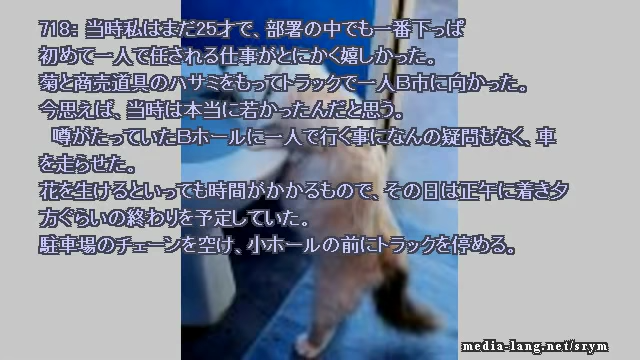 718: 当時私はまだ25才で、部署の中でも一番下っぱ
初めて一人で任される仕事がとにかく嬉しかった。
菊と商売道具のハサミをもってトラックで一人B市に向かった。
今思えば、当時は本当に若かったんだと思う。
噂がたっていたBホールに一人で行く事になんの疑問もなく、車
を走らせた。
花を生けるといっても時間がかかるもので、その日は正午に着き夕
方ぐらいの終わりを予定していた。
駐車場のチェーンを空け、小ホールの前にトラックを停める。
media-lang.net/srym